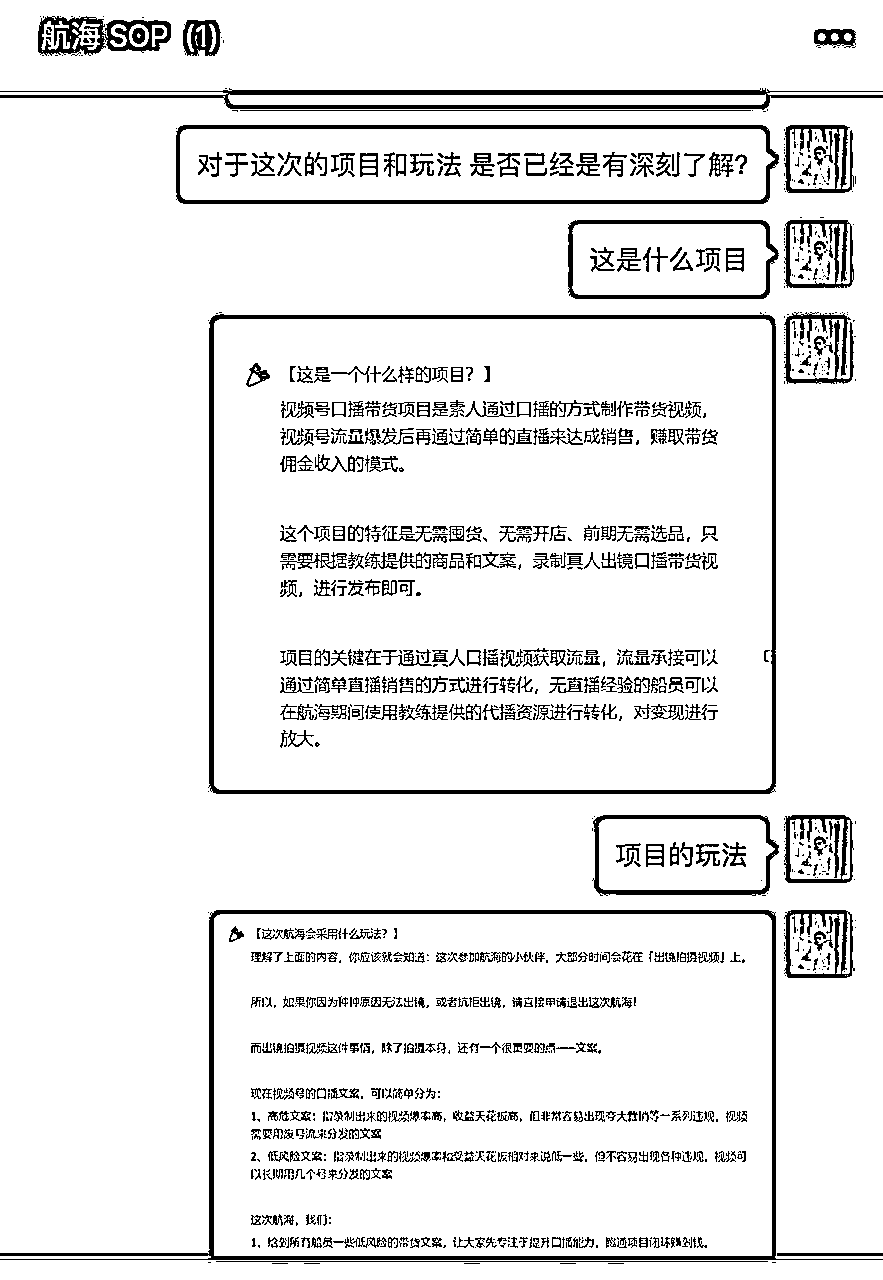 航海 SOP（1）
对于这次的项目和玩法 是否已经是有深刻了解?
这是什么项目
【这是一个什么样的项目？】
视频号口播带货项目是素人通过口播的方式制作带货视频，
视频号流量爆发后再通过简单的直播来达成销售，赚取带货
佣金收入的模式。
这个项目的特征是无需囤货、无需开店、前期无需选品，只
需要根据教练提供的商品和文案，录制真人出镜口播带货视
频，进行发布即可。
项目的关键在于通过真人口播视频获取流量，流量承接可以
通过简单直播销售的方式进行转化，无直播经验的船员可以
在航海期间使用教练提供的代播资源进行转化，对变现进行
放大。
项目的玩法
【这次航海会采用什么玩法？】
理解了上面的内容，你应该就会知道：这次参加航海的小伙伴，大部分时间会花在「出镜拍摄视频」上。
所以，如果你因为种种原因无法出镜，或者抗拒出镜，请直接申请退出这次航海！
而出镜拍摄视频这件事情，除了拍摄本身，还有一个很重要的点——文案。
现在视频号的口播文案，可以简单分为：
1、高危文案：指录制出来的视频爆率高，收益天花板高，但非常容易出现夸大营销等一系列违规，视频
需要用废号流来分发的文案
2、低风险文案：指录制出来的视频爆率和受益天花板相对来说低一些，但不容易出现各种违规，视频可
以长期用几个号来分发的文案
这次航海，我们：
1、给到所有船员一些低风险的带货文案，让大家先专注于提升口播能力，跑通项目闭环赚到钱。